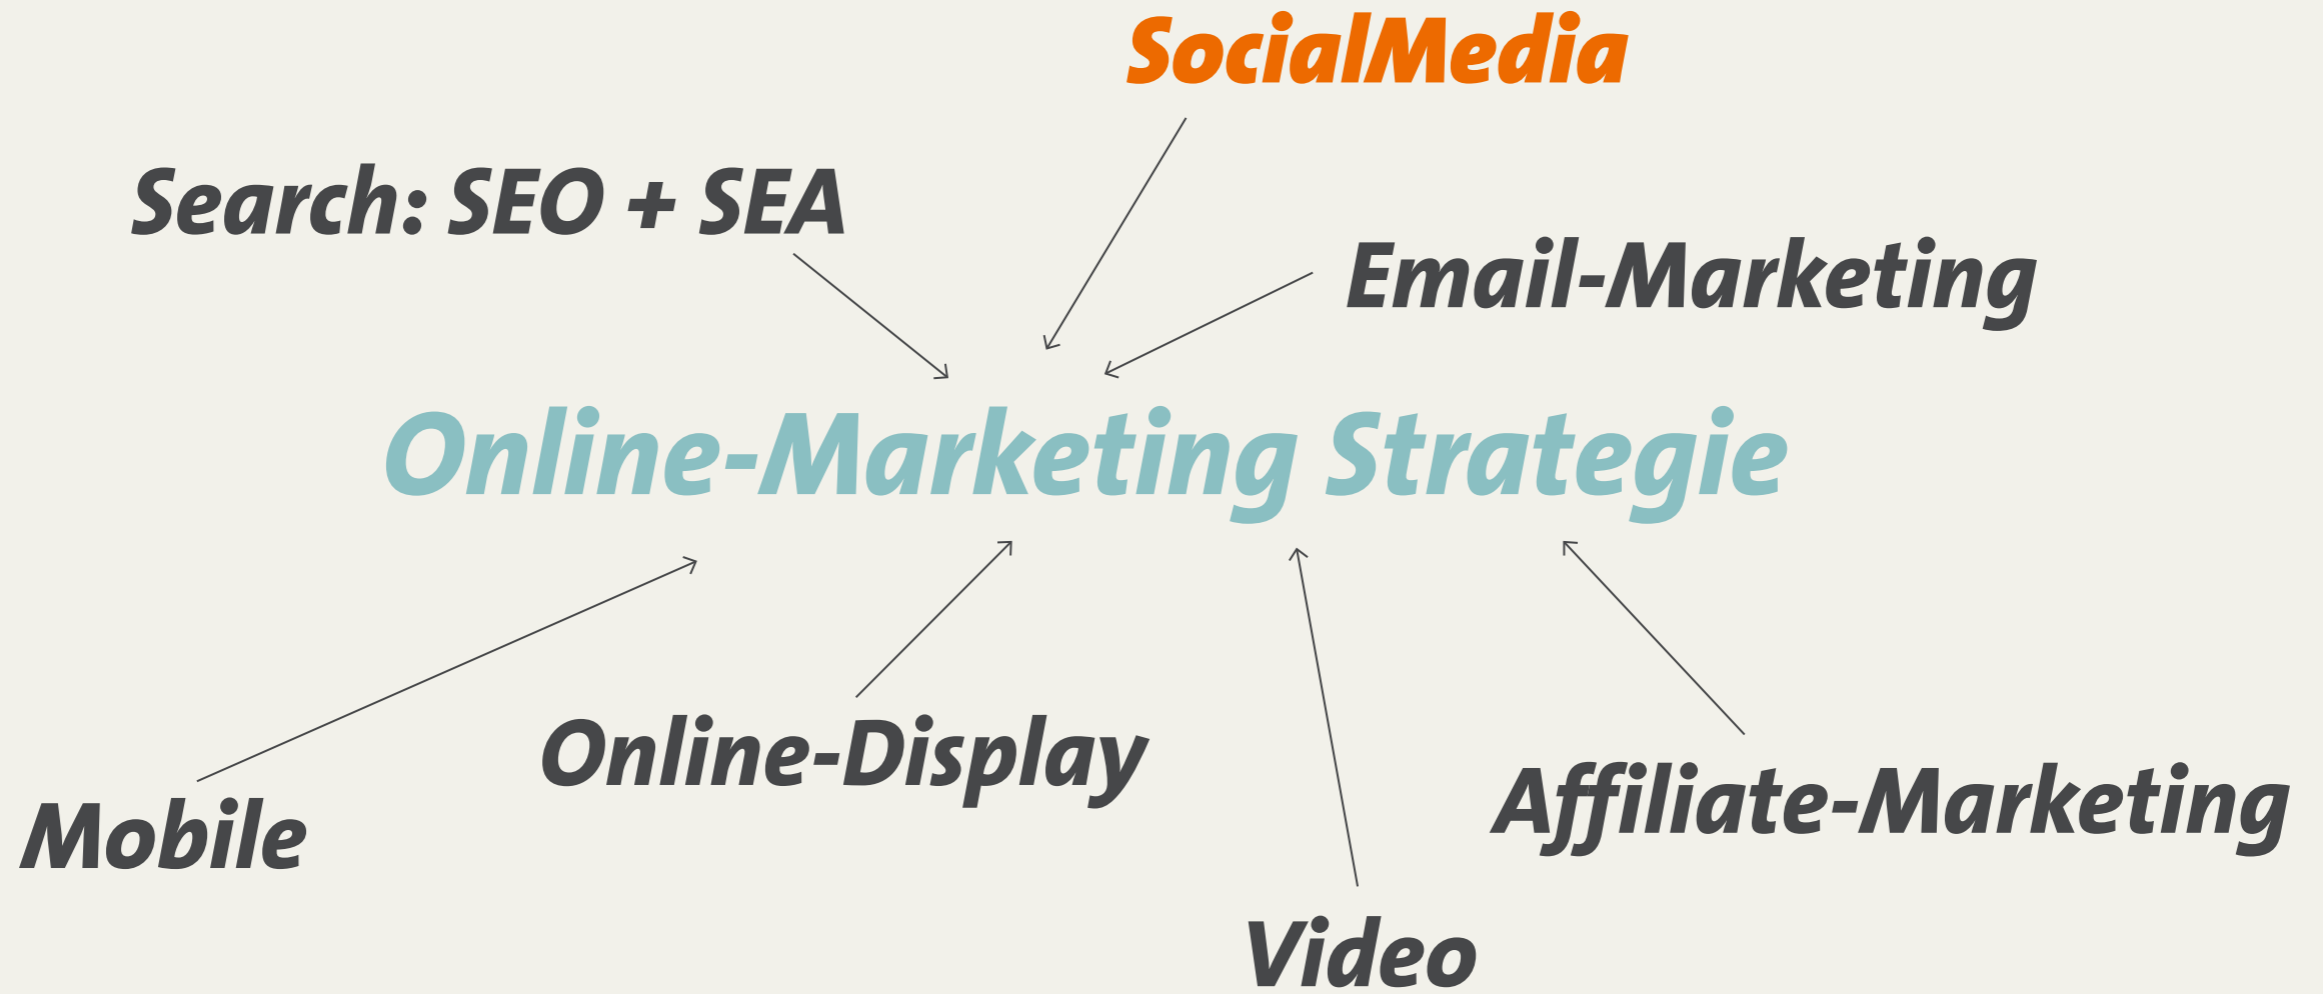 SocialMedia
Search: SEO + SEA
Email-Marketing
Online-Marketing Strategie
Online-Display
Mobile
Affiliate-Marketing
Video